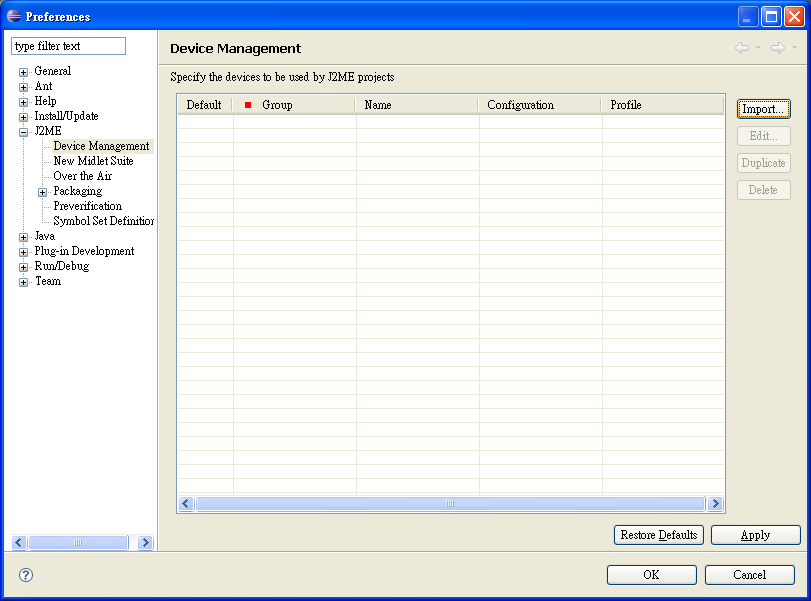 Preferences
type filter text
General
Ant
Help
Install/Update
J2ME
Device Management
New Midlet Suite
Over the Air
Packaging
Preverification
Symbol Set Definition
Java
Plug-in Development
Run/Debug
Team
Device Management
Specify the devices to be used by J2ME projects
Default Group Name Configuration Profile
Import...
Edit...
Duplicate
Delete
Restore Defaults Apply
OK Cancel